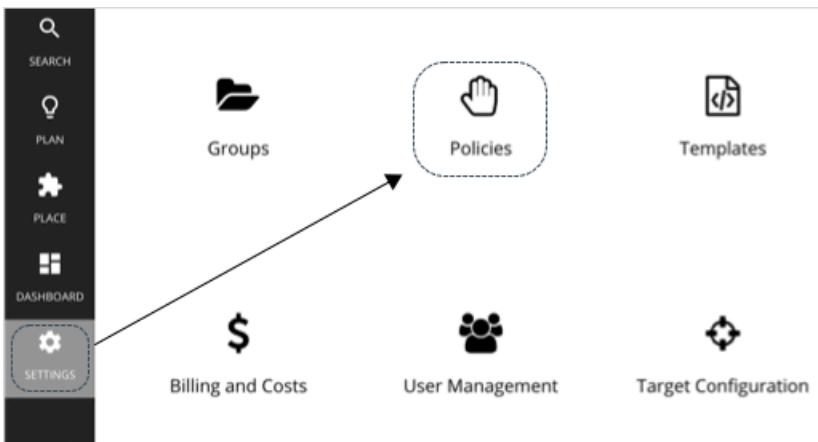 SEARCH
PLAN
PLACE
DASHBOARD
SETTINGS
Groups
Policies
Templates
Billing and Costs
User Management
Target Configuration